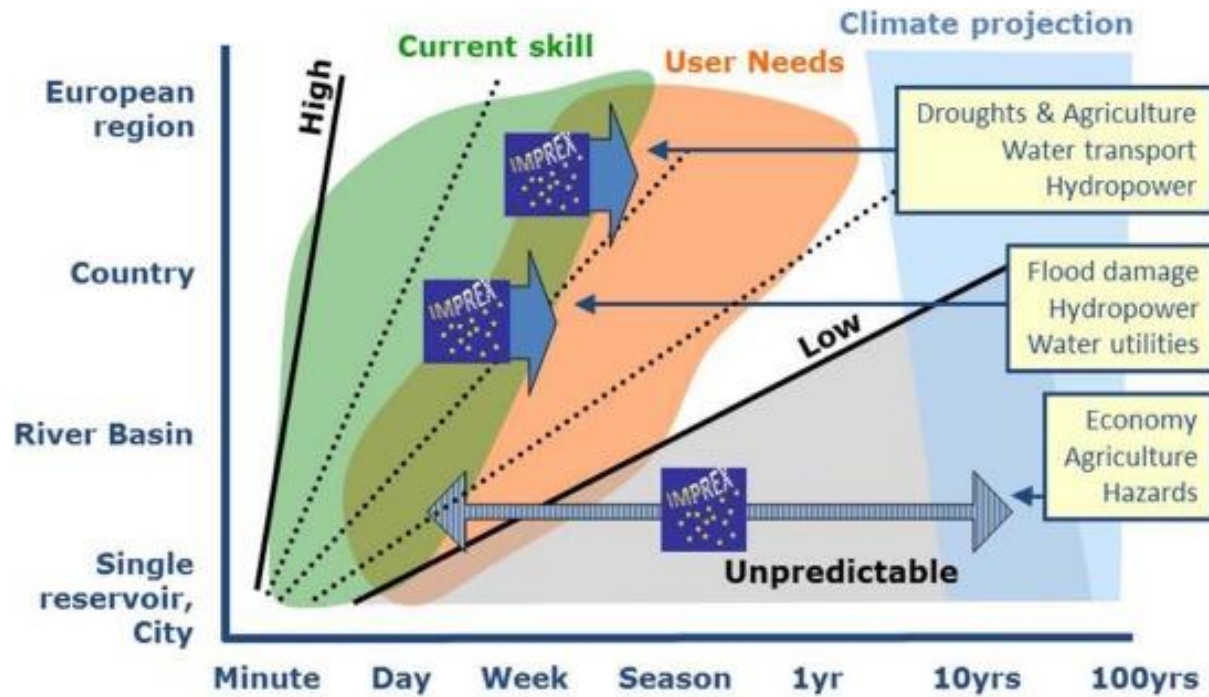 Climate projection
Current skill
User Needs
High
European
region
IMPREX
Droughts & Agriculture
Water transport
Hydropower
Country
IMPREX
Flood damage
Hydropower
Water utilities
Low
River Basin
Economy
Agriculture
Hazards
IMPREX
Unpredictable
Single
reservoir,
City
Minute Day Week Season 1yr 10yrs 100yrs